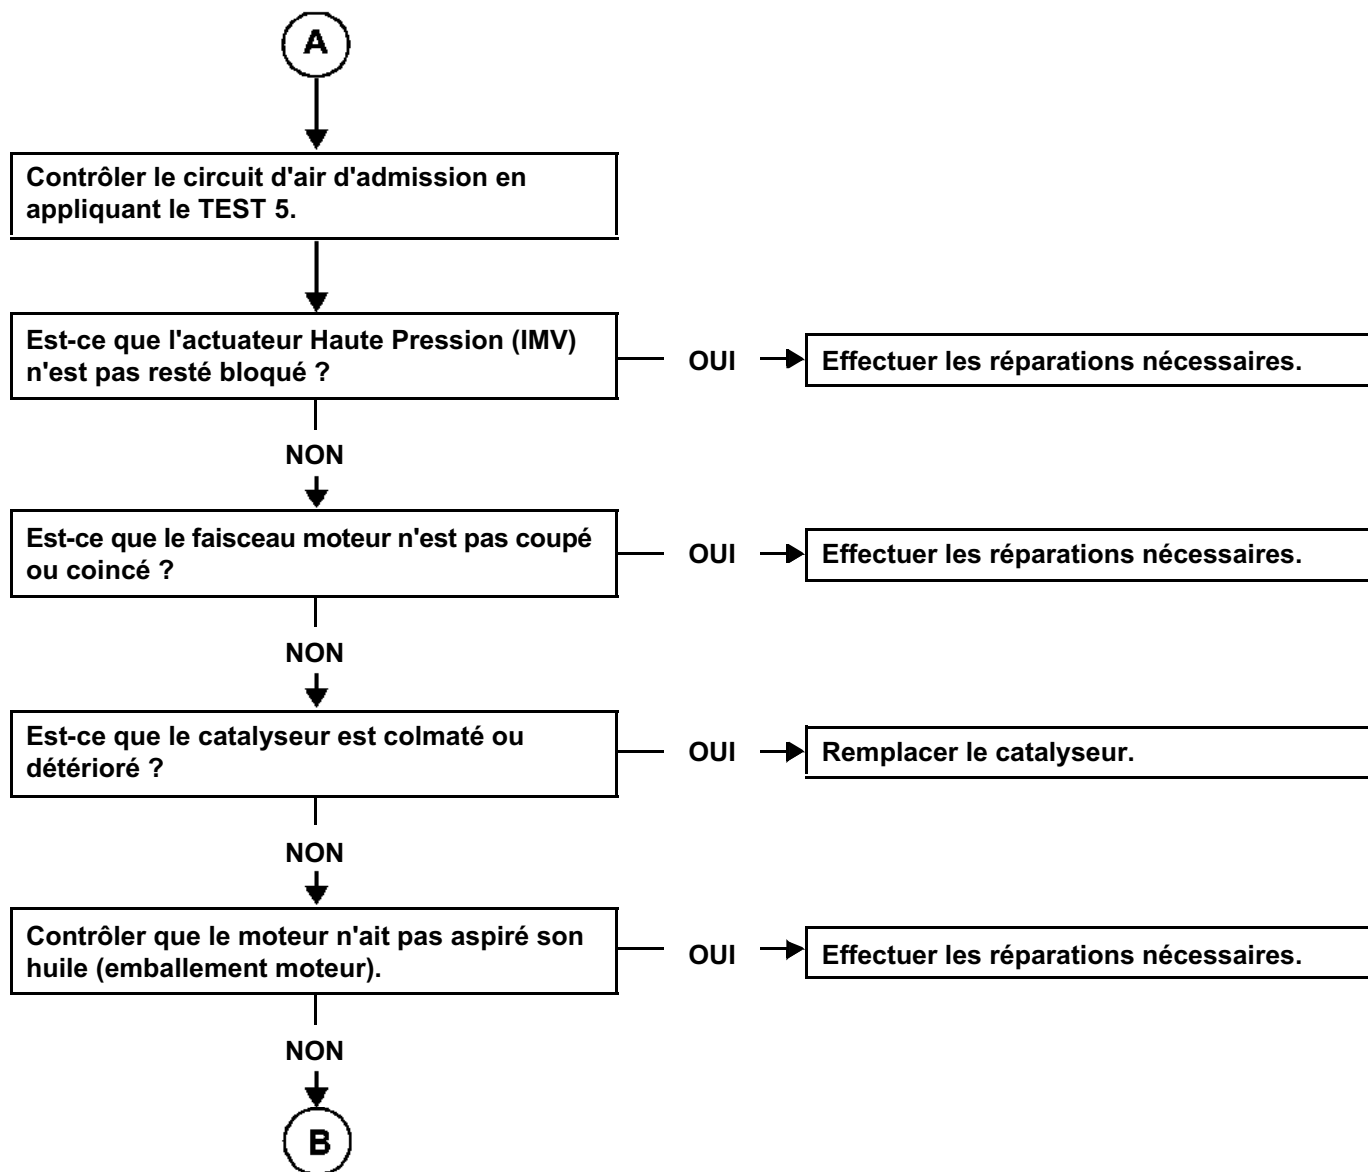 A
Contrôler le circuit d'air d'admission en
appliquant le TEST 5.
Est-ce que l'actuateur Haute Pression (IMV)
n'est pas resté bloqué ?
OUI
Effectuer les réparations nécessaires.
NON
Est-ce que le faisceau moteur n'est pas coupé
ou coincé ?
OUI
Effectuer les réparations nécessaires.
NON
Est-ce que le catalyseur est colmaté ou
détérioré ?
OUI
Remplacer le catalyseur.
NON
Contrôler que le moteur n'ait pas aspiré son
huile (emballement moteur).
OUI
Effectuer les réparations nécessaires.
NON
B